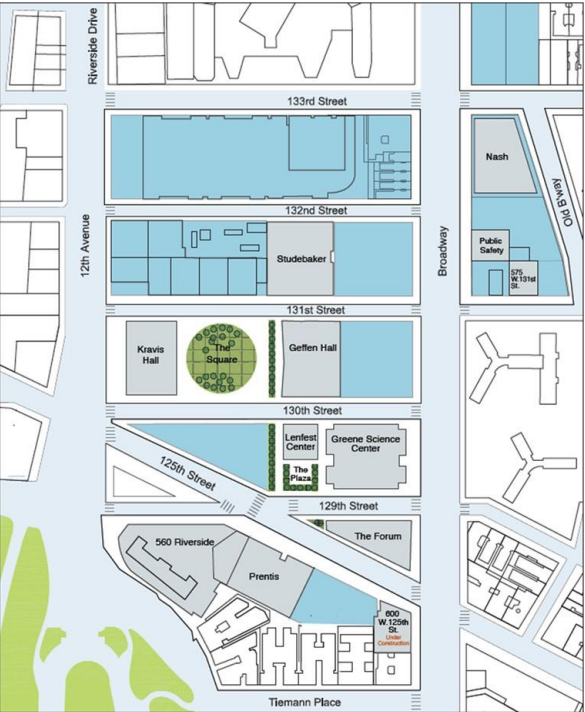 Riverside Drive
133rd Street
Nash
Old B'way
132nd Street
12th Avenue
Broadway
Studebaker
Public
Safety
575
W.131st
St.
131st Street
Kravis
Hall
The
Square
Geffen Hall
130th Street
Lenfest
Center
Greene Science
Center
125th Street
The
Plaza
129th Street
The Forum
560 Riverside
Prentis
600
W.125th
St.
Under
Construction
Tiemann Place